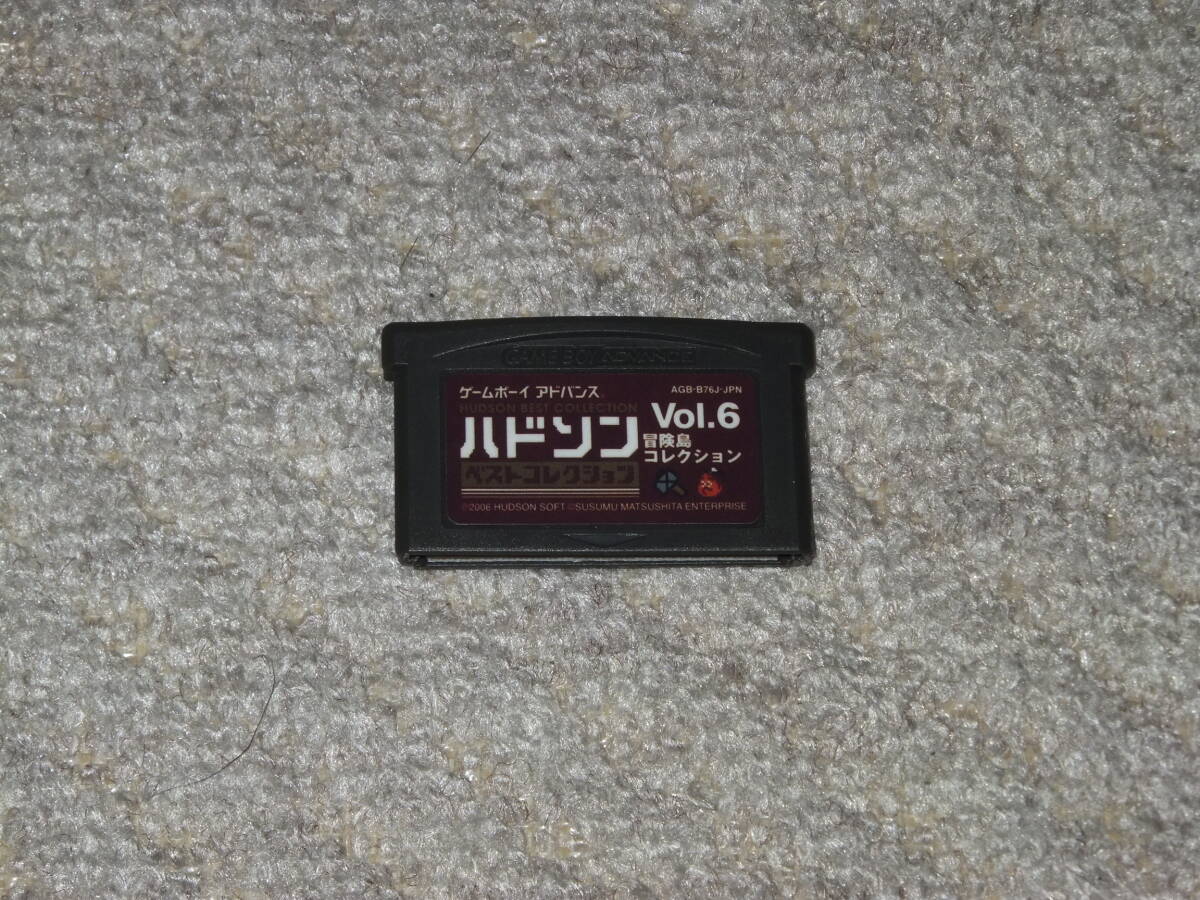 GAME BOY ADVANCE
ゲームボーイ アドバンス
AGB-B76J-JPN
HUDSON BEST COLLECTION
ハドソン
Vol.6
冒険島
コレクション
ベストコレクション
©2006 HUDSON SOFT ©SUSUMU MATSUSHITA ENTERPRISE